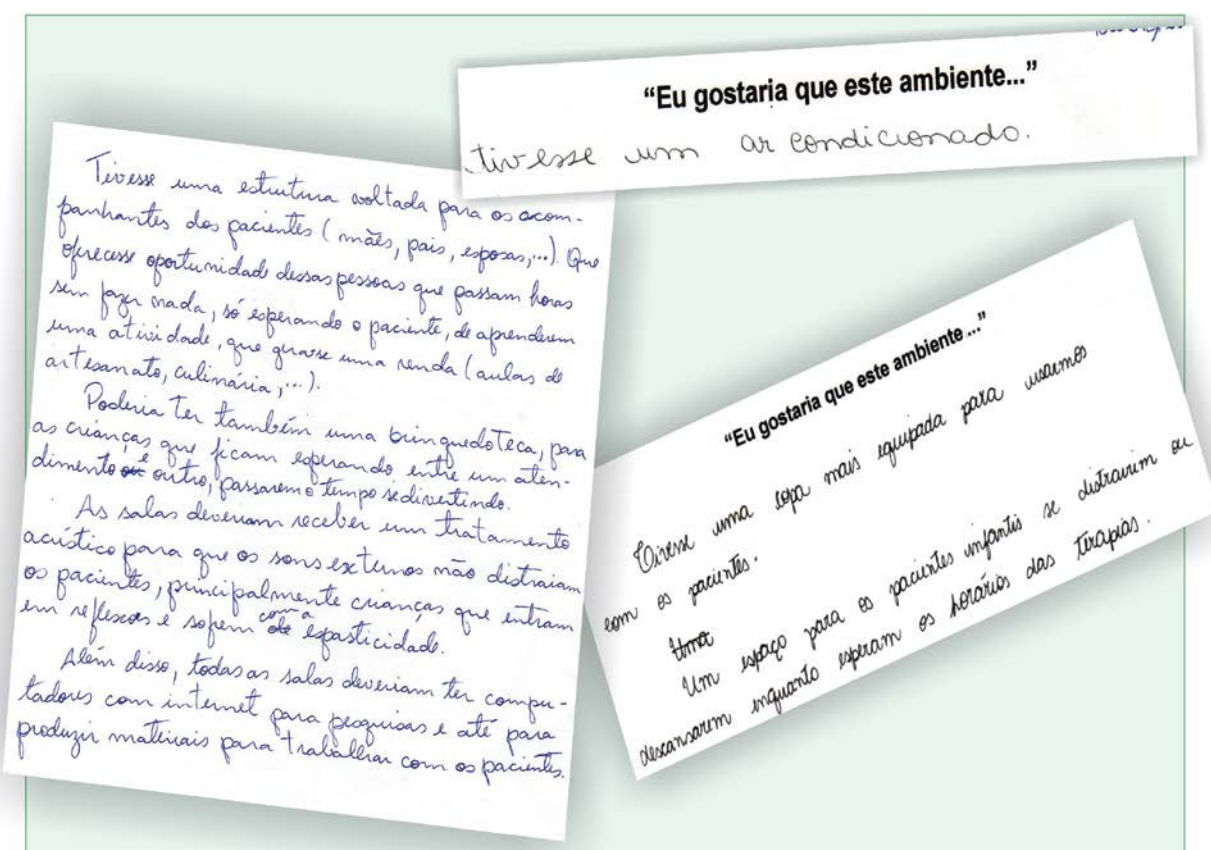 "Eu gostaria que este ambiente..."
tivesse um ar condicionado.
Tivesse uma estrutura voltada para os acom-
panhantes dos pacientes (mães, pais, esposas,...). Que
oferecesse oportunidade dessas pessoas que passam horas
sem fazer nada, só esperando o paciente, de aprenderem
uma atividade, que gerasse uma renda (aulas de
artesanato, culinária,...).
Poderia ter também uma brinquedoteca, para
as crianças que ficam esperando entre um aten-
dimento e outro, passarem o tempo se divertindo.
As salas deveriam receber um tratamento
acústico para que os sons externos não distraiam
os pacientes, principalmente crianças que entram
em reflexos e sofrem com a espasticidade.
Além disso, todas as salas deveriam ter compu-
tadores com internet para pesquisas e até para
produzir materiais para trabalhar com os pacientes.
"Eu gostaria que este ambiente ..."
Tivesse uma copa mais equipada para usarmos
com os pacientes.
Uma
Um espaço para os pacientes infantis se distraírem ou
descansarem enquanto esperam os horários das terapias.